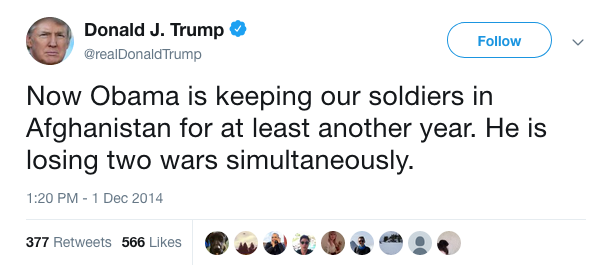 Donald J. Trump
@realDonaldTrump
Follow
Now Obama is keeping our soldiers in
Afghanistan for at least another year. He is
losing two wars simultaneously.
1:20 PM - 1 Dec 2014
377 Retweets 566 Likes